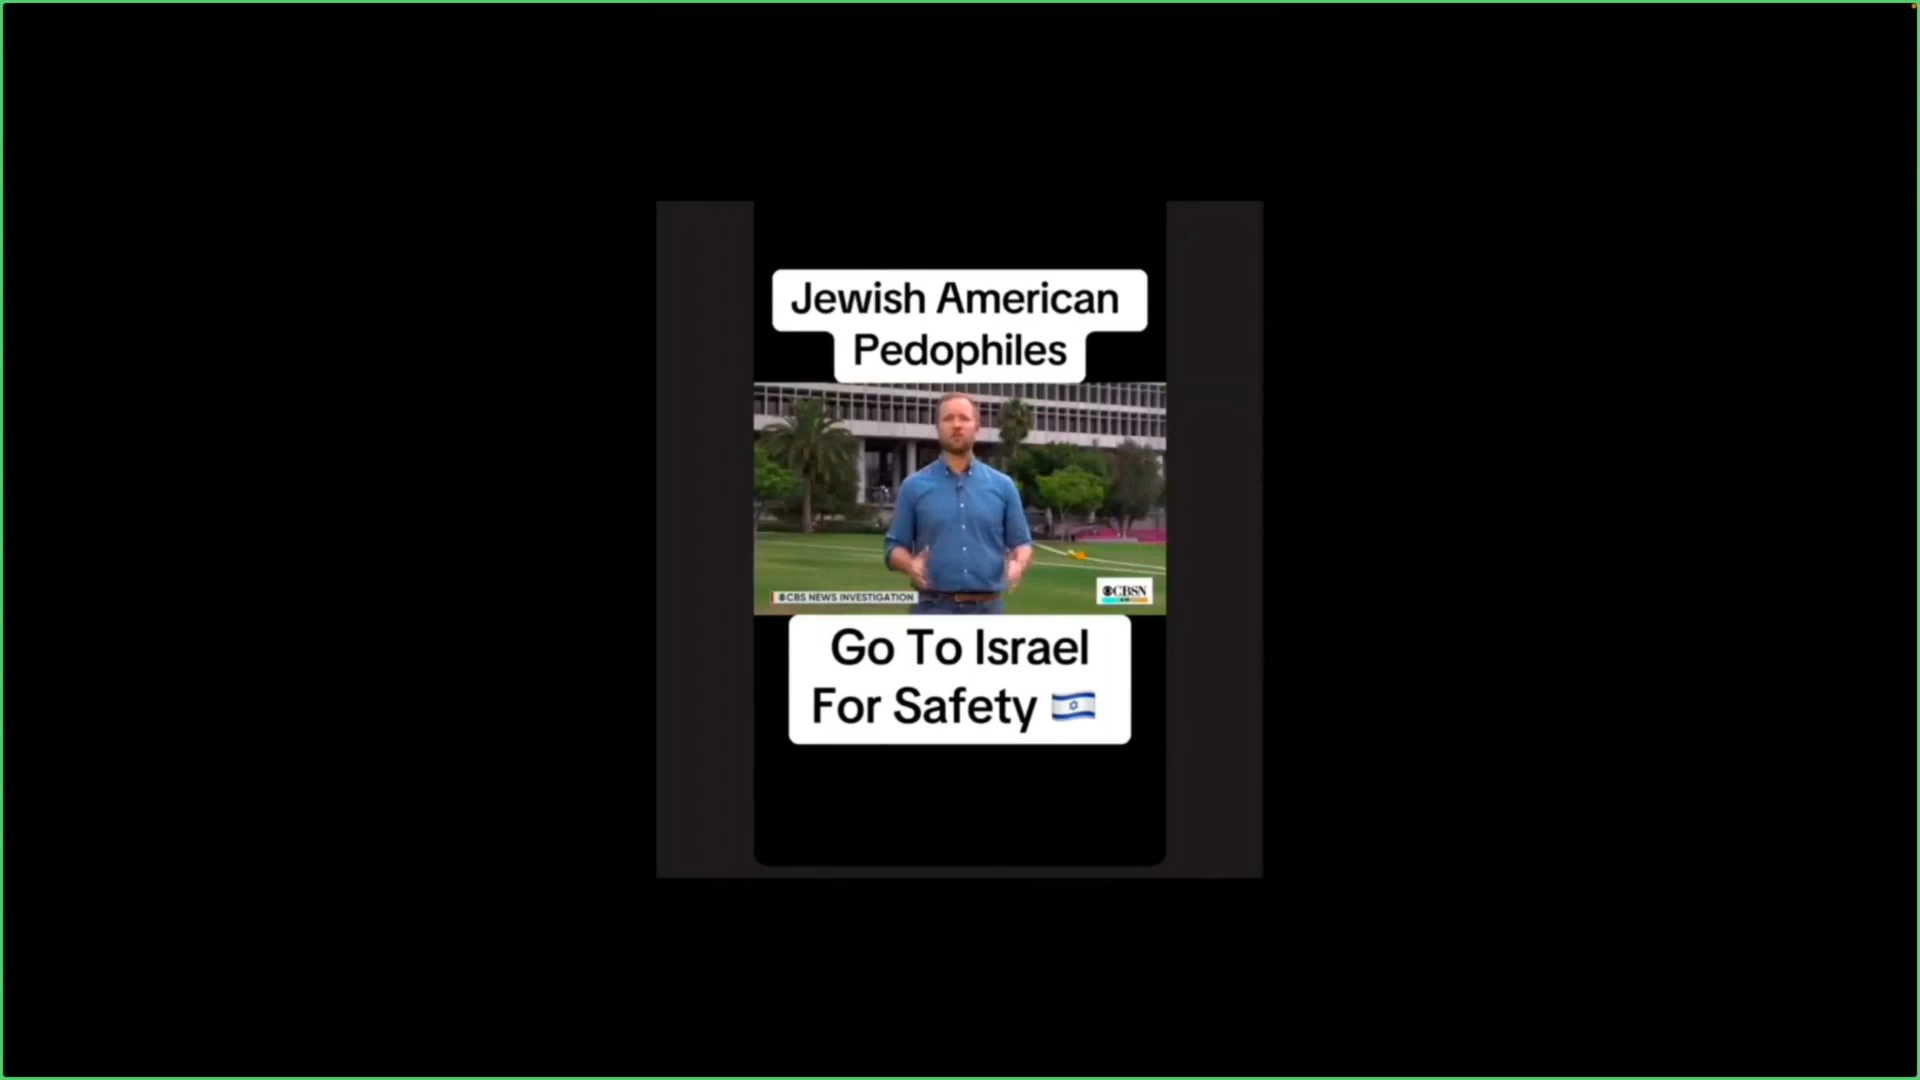 Jewish American
Pedophiles
CBS NEWS INVESTIGATION
CBSN
Go To Israel
For Safety 🇮🇱